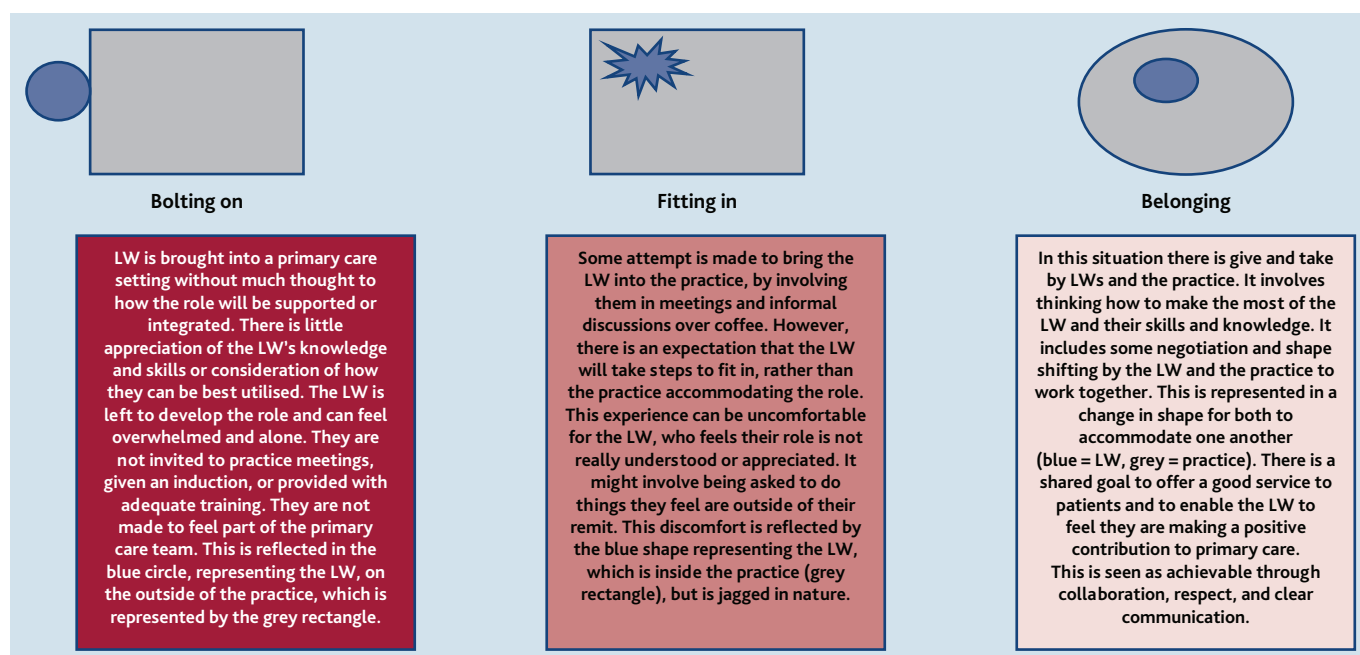 Bolting on
LW is brought into a primary care
setting without much thought to
how the role will be supported or
integrated. There is little
appreciation of the LW's knowledge
and skills or consideration of how
they can be best utilised. The LW is
left to develop the role and can feel
overwhelmed and alone. They are
not invited to practice meetings,
given an induction, or provided with
adequate training. They are not
made to feel part of the primary
care team. This is reflected in the
blue circle, representing the LW, on
the outside of the practice, which is
represented by the grey rectangle.
Fitting in
Some attempt is made to bring the
LW into the practice, by involving
them in meetings and informal
discussions over coffee. However,
there is an expectation that the LW
will take steps to fit in, rather than
the practice accommodating the role.
This experience can be uncomfortable
for the LW, who feels their role is not
really understood or appreciated. It
might involve being asked to do
things they feel are outside of their
remit. This discomfort is reflected by
the blue shape representing the LW,
which is inside the practice (grey
rectangle), but is jagged in nature.
Belonging
In this situation there is give and take
by LWs and the practice. It involves
thinking how to make the most of the
LW and their skills and knowledge. It
includes some negotiation and shape
shifting by the LW and the practice to
work together. This is represented in a
change in shape for both to
accommodate one another
(blue = LW, grey = practice). There is a
shared goal to offer a good service to
patients and to enable the LW to
feel they are making a positive
contribution to primary care.
This is seen as achievable through
collaboration, respect, and clear
communication.